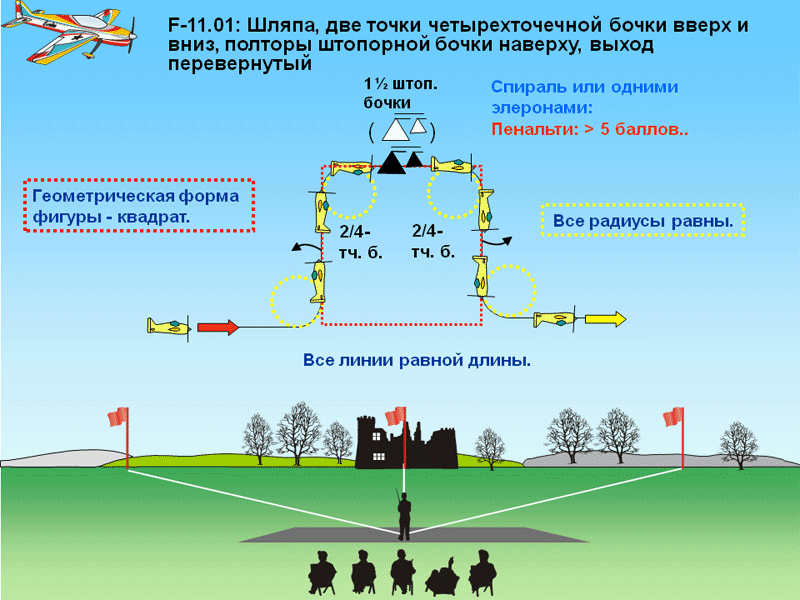 F-11.01: Шляпа, две точки четырехточечной бочки вверх и
вниз, полторы штопорной бочки наверху, выход
перевернутый
1 ½ штоп.
бочки
( )
Спираль или одними
элеронами:
Пенальти: > 5 баллов..
Геометрическая форма
фигуры - квадрат.
Все радиусы равны.
2/4-
тч. б.
2/4-
тч. б.
Все линии равной длины.